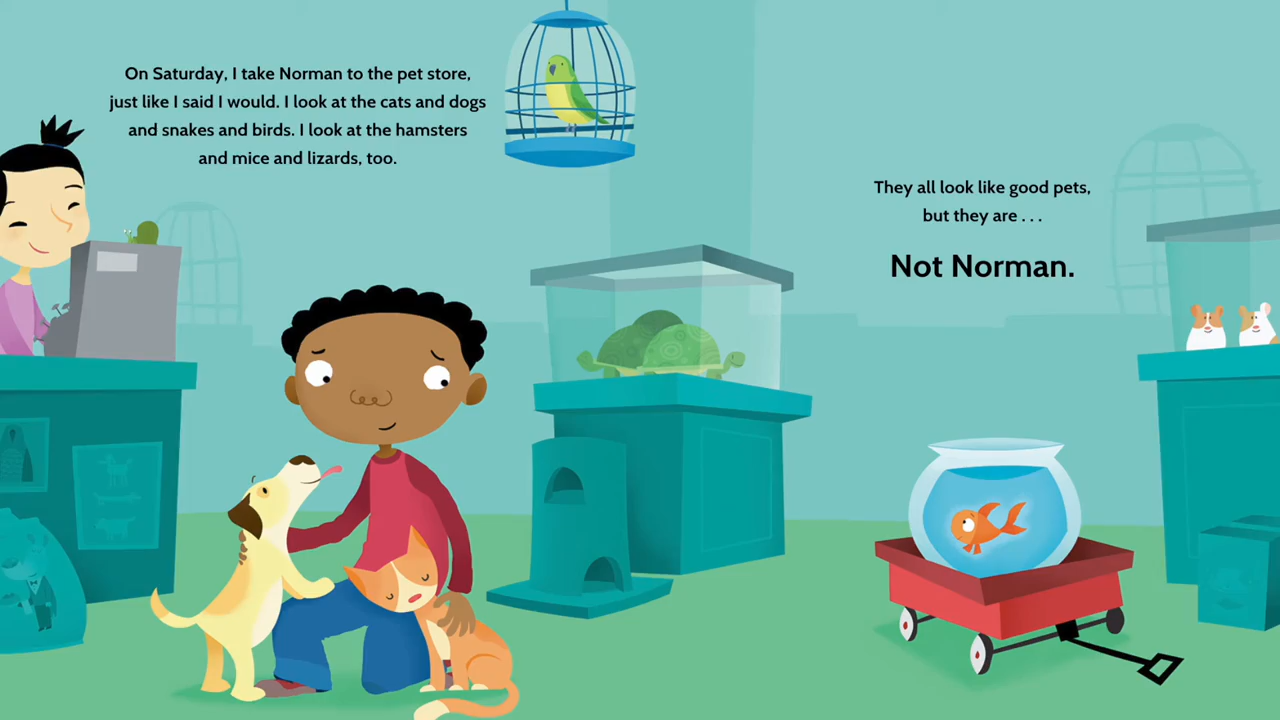 On Saturday, I take Norman to the pet store,
just like I said I would. I look at the cats and dogs
and snakes and birds. I look at the hamsters
and mice and lizards, too.
They all look like good pets,
but they are . . .
Not Norman.